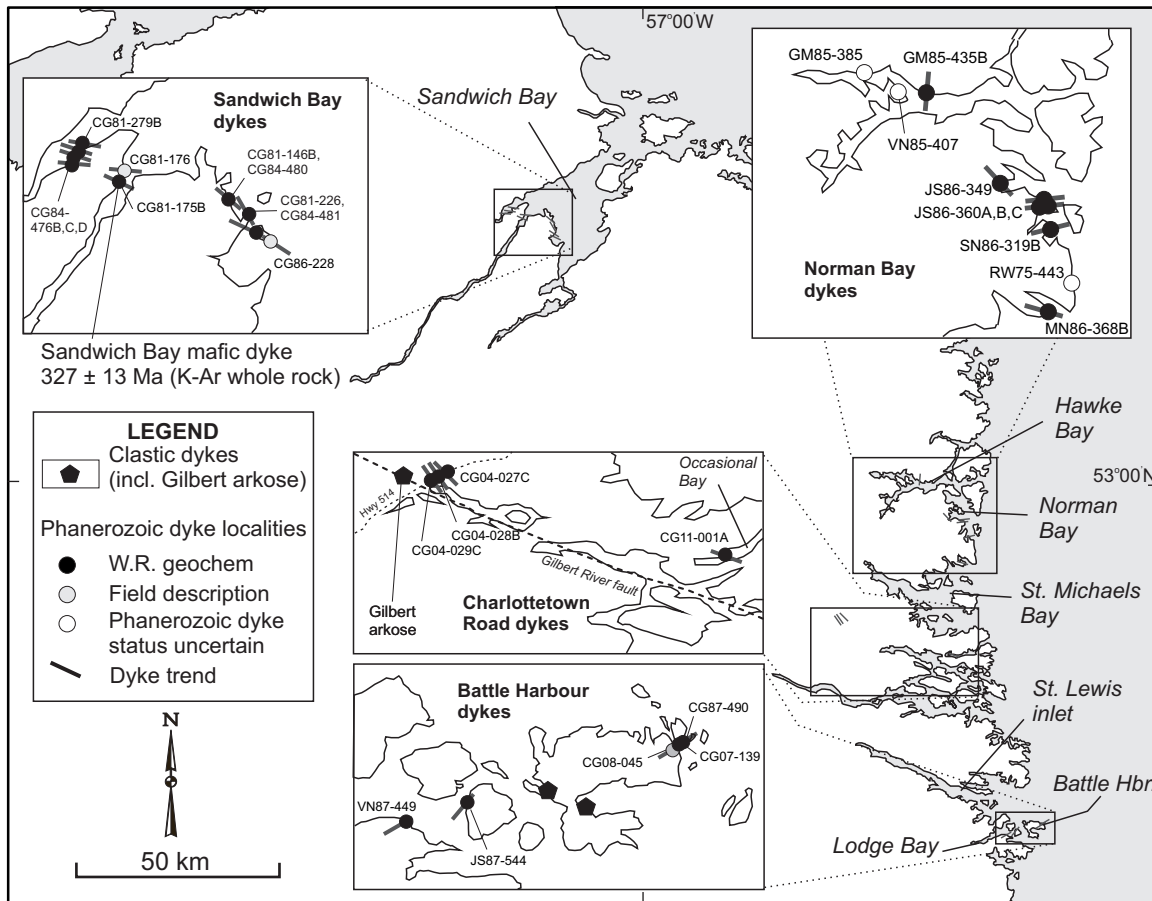 57°00'W
Sandwich Bay
Sandwich Bay
dykes
CG81-279B
CG81-176
CG81-146B,
CG84-480
CG81-226,
CG84-481
CG84-
476B,C,D
CG81-175B
CG86-228
Sandwich Bay mafic dyke
327 ± 13 Ma (K-Ar whole rock)
GM85-385
GM85-435B
VN85-407
JS86-349
JS86-360A,B,C
SN86-319B
Norman Bay
dykes
RW75-443
MN86-368B
LEGEND
Clastic dykes
(incl. Gilbert arkose)
Phanerozoic dyke localities
W.R. geochem
Field description
Phanerozoic dyke
status uncertain
Dyke trend
N
50 km
Hwy 514
CG04-027C
CG04-028B
CG04-029C
Occasional
Bay
CG11-001A
Gilbert River fault
Gilbert
arkose
Charlottetown
Road dykes
Battle Harbour
dykes
CG87-490
CG08-045
CG07-139
VN87-449
JS87-544
Hawke
Bay
53°00'N
Norman
Bay
St. Michaels
Bay
St. Lewis
inlet
Battle Hbr.
Lodge Bay